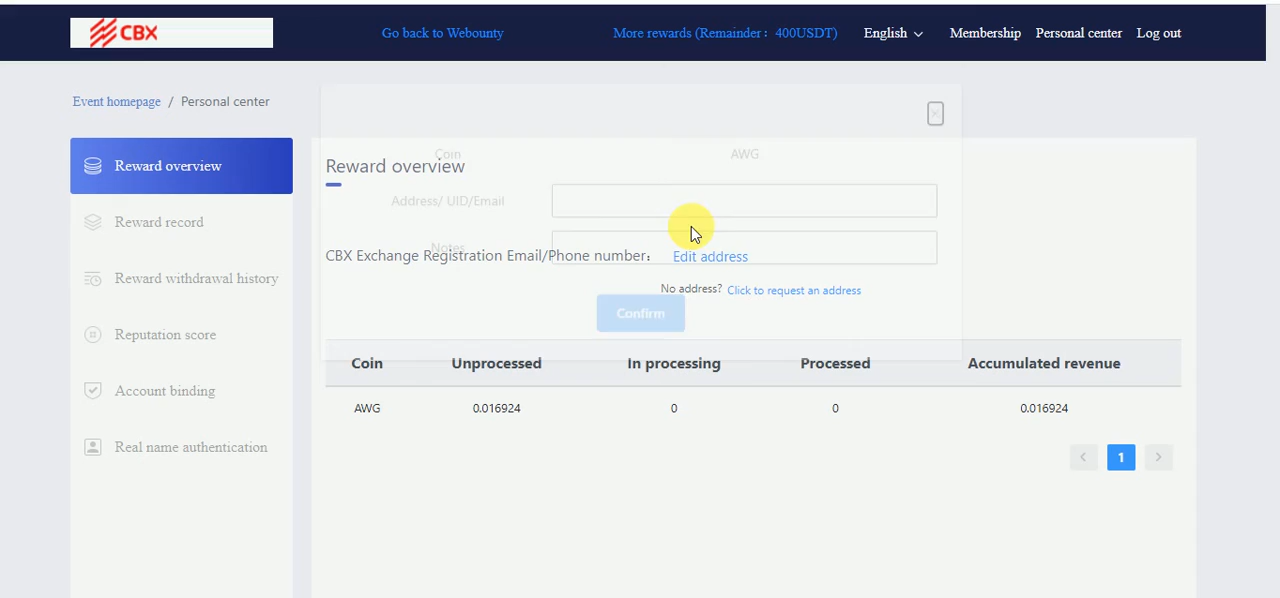 CBX
Go back to Webounty
More rewards (Remainder： 400USDT)
English
Membership
Personal center
Log out
Event homepage / Personal center
Reward overview
Reward record
Reward withdrawal history
Reputation score
Account binding
Real name authentication
Reward overview
Coin
AWG
Address/ UID/Email
Notes
CBX Exchange Registration Email/Phone number： Edit address
No address? Click to request an address
Confirm
Coin Unprocessed In processing Processed Accumulated revenue
AWG 0.016924 0 0 0.016924
< 1 >